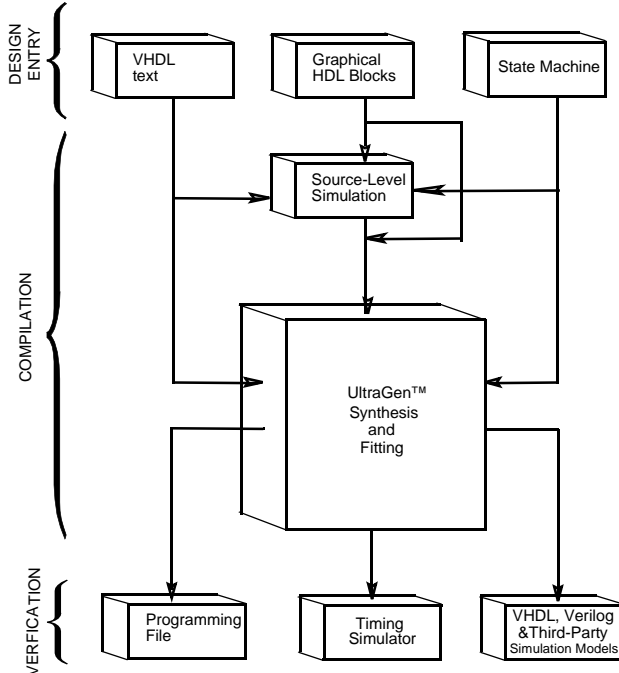 DESIGN
ENTRY
VHDL
text
Graphical
HDL Blocks
State Machine
COMPILATION
Source-Level
Simulation
UltraGen™
Synthesis
and
Fitting
VERFICATION
Programming
File
Timing
Simulator
VHDL, Verilog
&Third-Party
Simulation Models